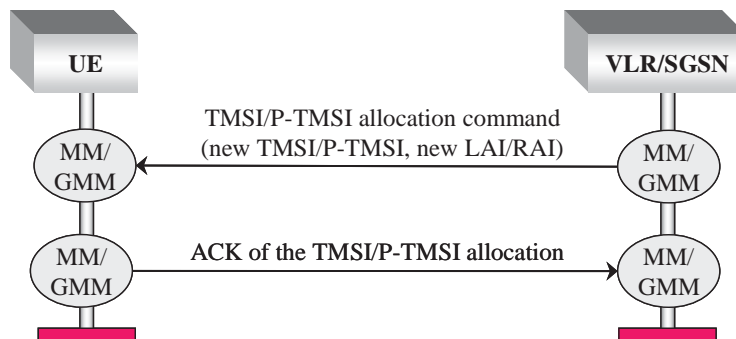 UE
VLR/SGSN
TMSI/P-TMSI allocation command
(new TMSI/P-TMSI, new LAI/RAI)
MM/
GMM
MM/
GMM
ACK of the TMSI/P-TMSI allocation
MM/
GMM
MM/
GMM